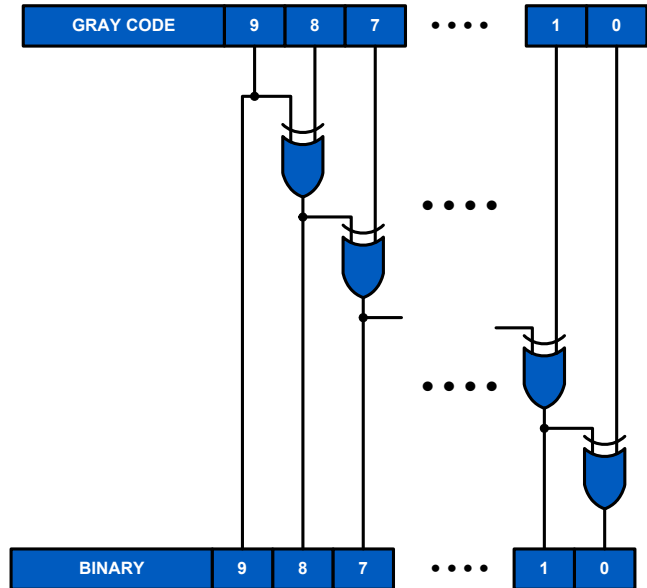 GRAY CODE 9 8 7 •••• 1 0
BINARY 9 8 7 •••• 1 0